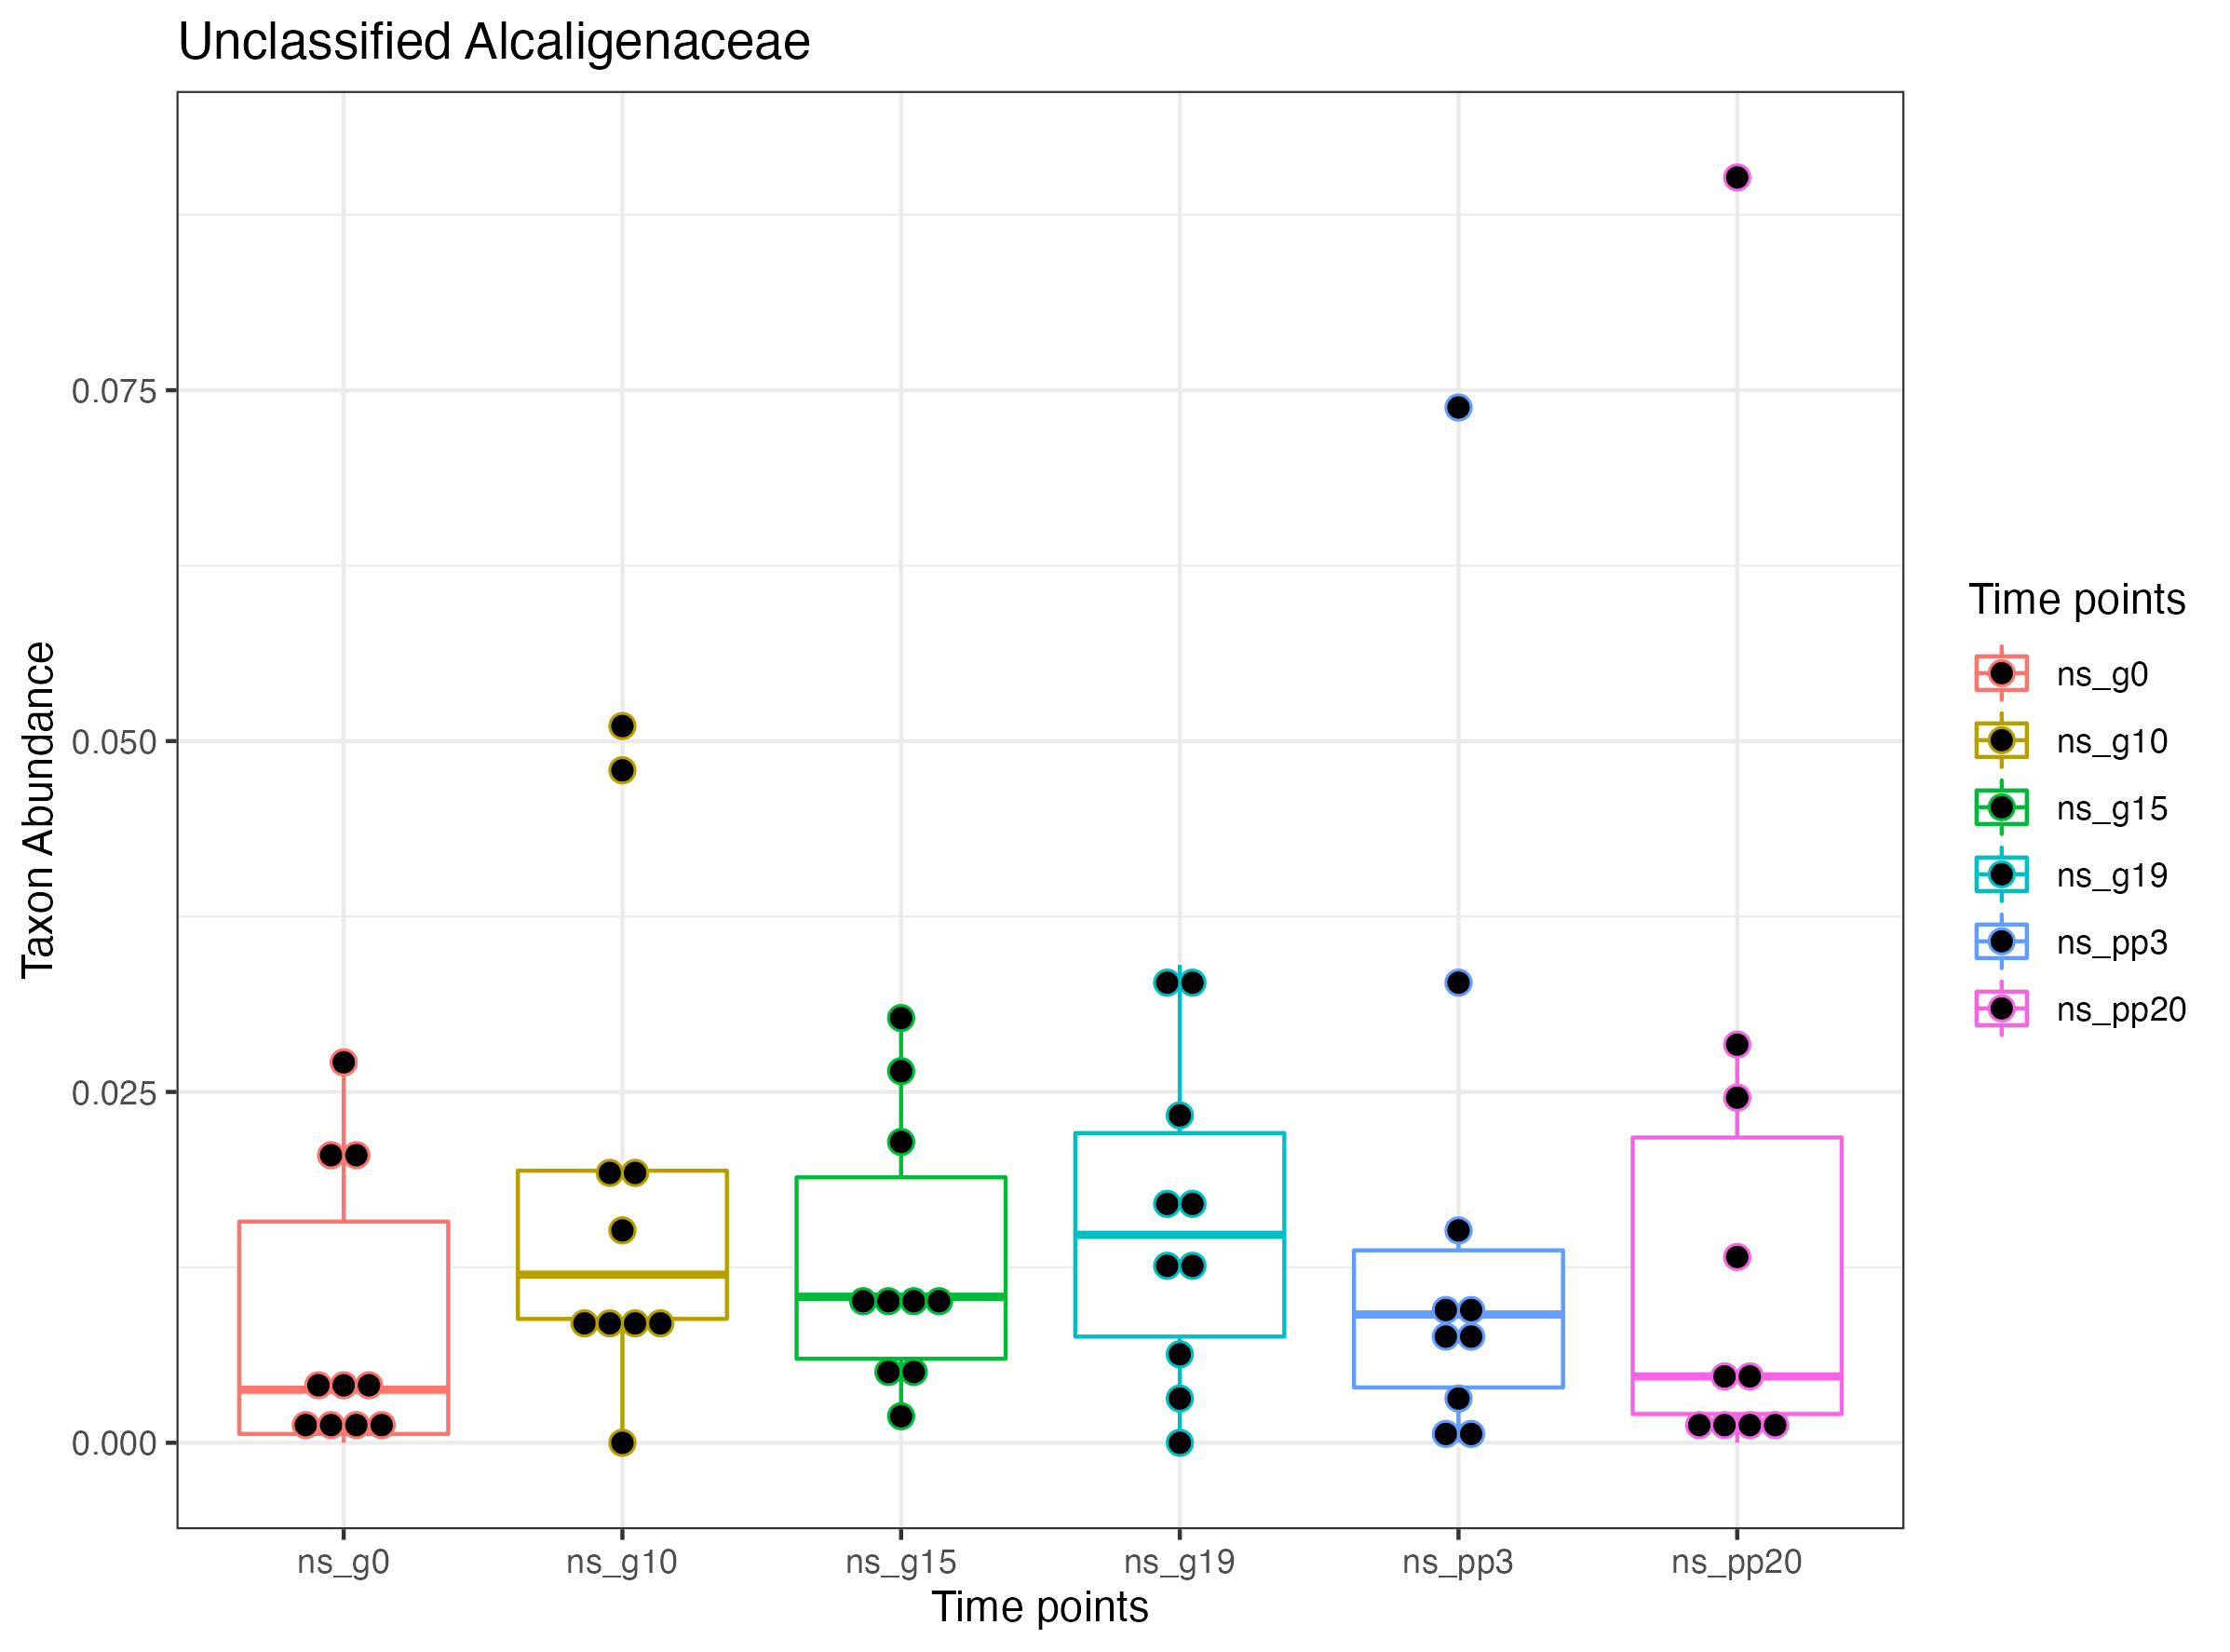 Unclassified Alcaligenaceae
Taxon Abundance
0.075
0.050
0.025
0.000
ns_g0
ns_g10
ns_g15
ns_g19
ns_pp3
ns_pp20
Time points
Time points
ns_g0
ns_g10
ns_g15
ns_g19
ns_pp3
ns_pp20